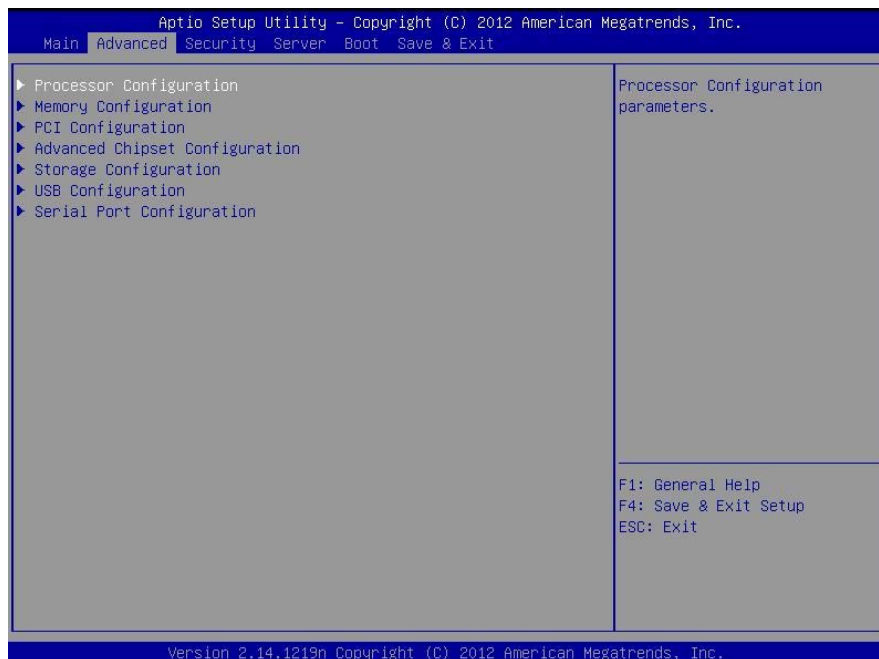 Aptio Setup Utility – Copyright (C) 2012 American Megatrends, Inc.
Main Advanced Security Server Boot Save & Exit
Processor Configuration
Memory Configuration
PCI Configuration
Advanced Chipset Configuration
Storage Configuration
USB Configuration
Serial Port Configuration
Processor Configuration
parameters.
F1: General Help
F4: Save & Exit Setup
ESC: Exit
Version 2.14.1219n Copyright (C) 2012 American Megatrends, Inc.